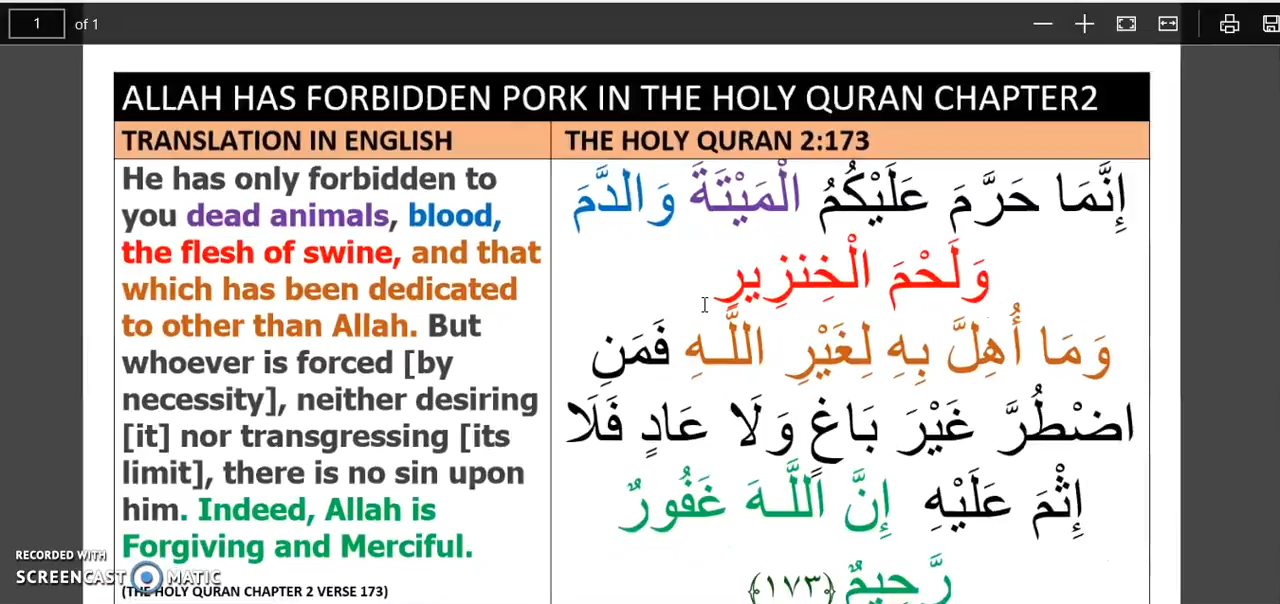 1 of 1
ALLAH HAS FORBIDDEN PORK IN THE HOLY QURAN CHAPTER2
TRANSLATION IN ENGLISH
He has only forbidden to
you dead animals, blood,
the flesh of swine, and that
which has been dedicated
to other than Allah. But
whoever is forced [by
necessity], neither desiring
[it] nor transgressing [its
limit], there is no sin upon
him. Indeed, Allah is
Forgiving and Merciful.
(THE HOLY QURAN CHAPTER 2 VERSE 173)
THE HOLY QURAN 2:173
إِنَّمَا حَرَّمَ عَلَيْكُمُ الْمَيْتَةَ وَالدَّمَ
وَلَحْمَ الْخِنزِيرِ
وَمَا أُهِلَّ بِهِ لِغَيْرِ اللَّـهِ فَمَنِ
اضْطُرَّ غَيْرَ بَاغٍ وَلَا عَادٍ فَلَا
إِثْمَ عَلَيْهِ إِنَّ اللَّـهَ غَفُورٌ
رَّحِيمٌ ﴿١٧٣﴾
RECORDED WITH
SCREENCAST MATIC